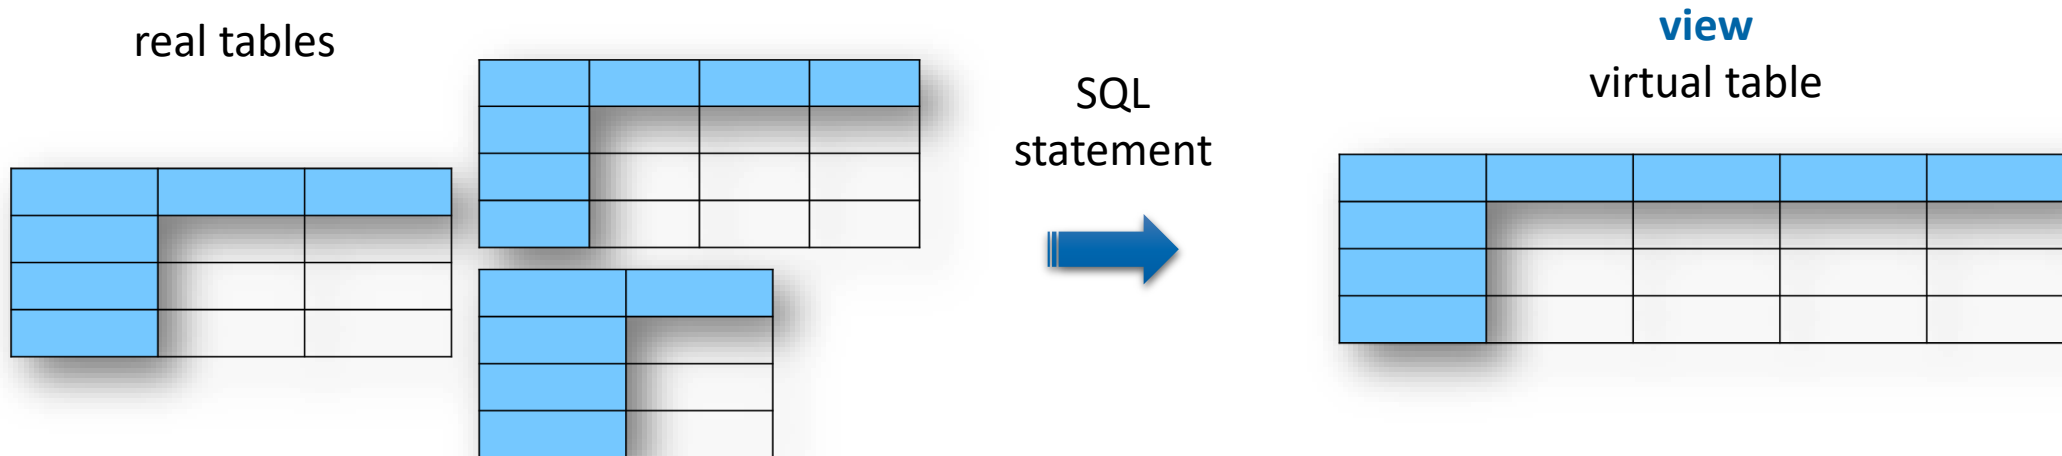 real tables
SQL
statement
view
virtual table